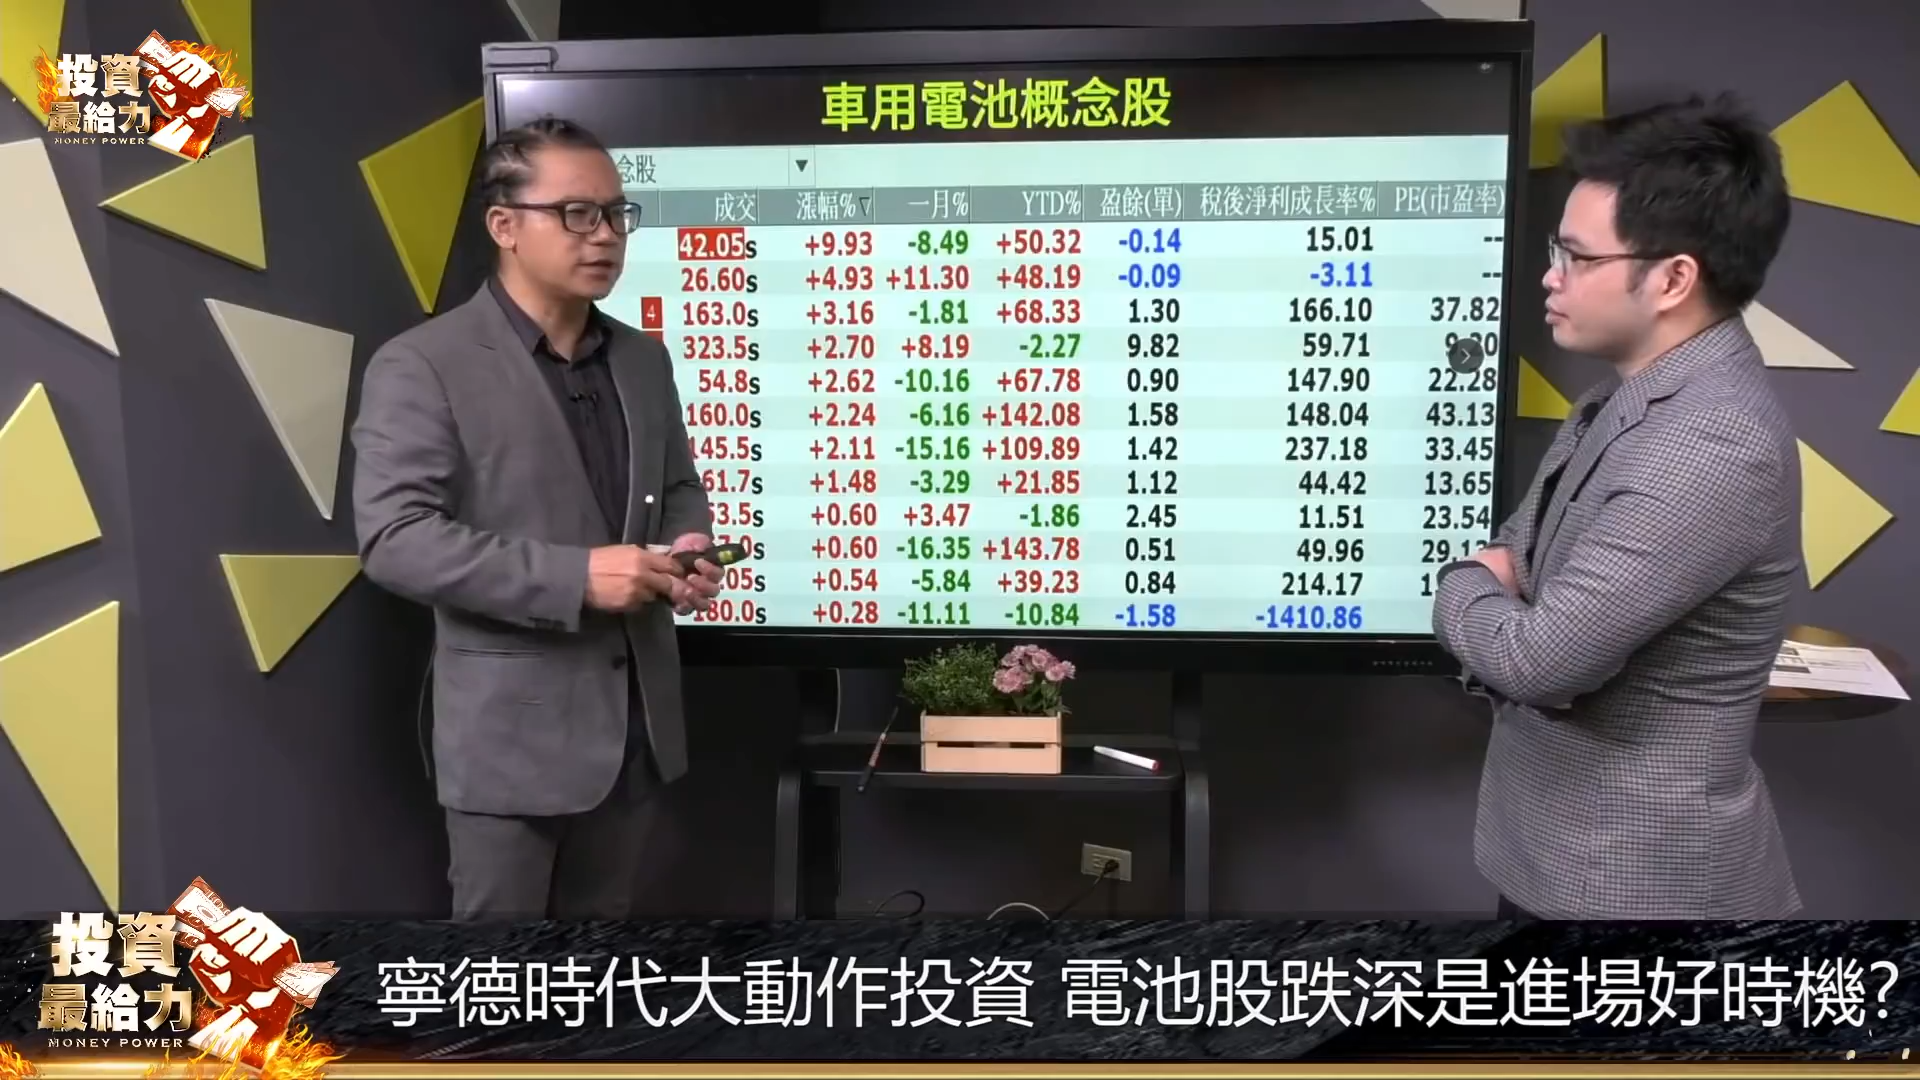 投資
最給力
MONEY POWER
車用電池概念股
念股 ▼
成交 漲幅%▽ 一月% YTD% 盈餘(單) 稅後淨利成長率% PE(市盈率)
42.05s +9.93 -8.49 +50.32 -0.14 15.01 --
26.60s +4.93 +11.30 +48.19 -0.09 -3.11 --
4 163.0s +3.16 -1.81 +68.33 1.30 166.10 37.82
323.5s +2.70 +8.19 -2.27 9.82 59.71
54.8s +2.62 -10.16 +67.78 0.90 147.90 22.28
160.0s +2.24 -6.16 +142.08 1.58 148.04 43.13
145.5s +2.11 -15.16 +109.89 1.42 237.18 33.45
61.7s +1.48 -3.29 +21.85 1.12 44.42 13.65
53.5s +0.60 +3.47 -1.86 2.45 11.51 23.54
+0.60 -16.35 +143.78 0.51 49.96
.05s +0.54 -5.84 +39.23 0.84 214.17
180.0s +0.28 -11.11 -10.84 -1.58 -1410.86
投資
最給力
MONEY POWER
寧德時代大動作投資 電池股跌深是進場好時機?